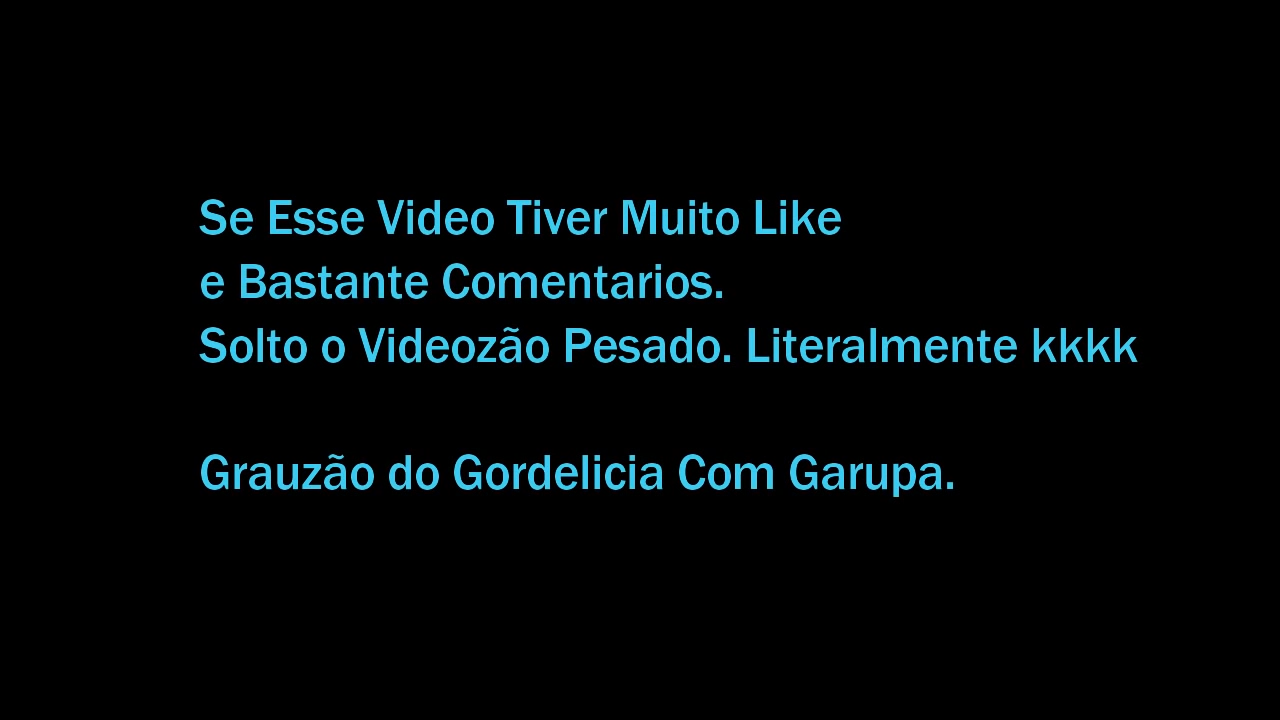 Se Esse Video Tiver Muito Like
e Bastante Comentarios.
Solto o Videozão Pesado. Literalmente kkkk
Grauzão do Gordelicia Com Garupa.